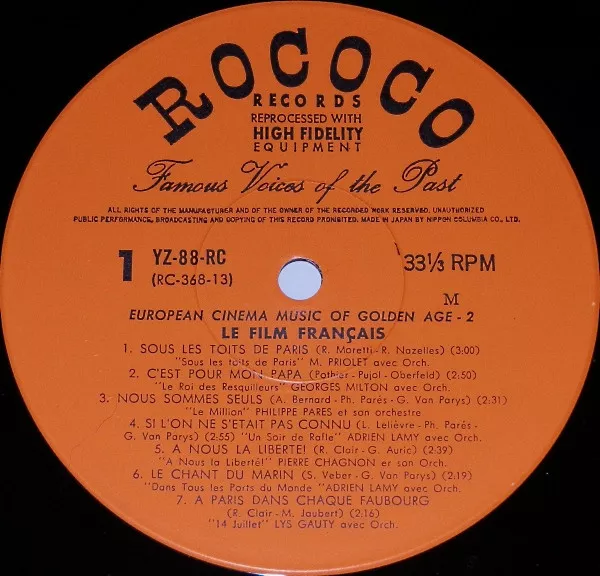 ROCOCO
RECORDS
REPROCESSED WITH
HIGH FIDELITY
EQUIPMENT
Famous Voices of the Past
ALL RIGHTS OF THE MANUFACTURER AND OF THE OWNER OF THE RECORDED WORK RESERVED. UNAUTHORIZED
PUBLIC PERFORMANCE, BROADCASTING AND COPYING OF THIS RECORD PROHIBITED. MADE IN JAPAN BY NIPPON COLUMBIA CO., LTD.
1 YZ-88-RC 33⅓ RPM
(RC-368-13)
M
EUROPEAN CINEMA MUSIC OF GOLDEN AGE - 2
LE FILM FRANÇAIS
1. SOUS LES TOITS DE PARIS (R. Moretti - R. Nazelles) (3:00)
"Sous les toits de Paris" M. PRIOLET avec Orch.
2. C'EST POUR MON PAPA (Pothier - Pujol - Oberfeld) (2:50)
"Le Roi des Resquilleurs" GEORGES MILTON avec Orch.
3. NOUS SOMMES SEULS (A. Bernard - Ph. Parés - G. Van Parys) (2:31)
"Le Million" PHILIPPE PARES et son orchestre
4. SI L'ON NE S'ETAIT PAS CONNU (L. Lelièvre - Ph. Parés -
G. Van Parys) (2:55) "Un Soir de Rafle" ADRIEN LAMY avec Orch.
5. A NOUS LA LIBERTE! (R. Clair - G. Auric) (2:39)
"A Nous la Liberté!" PIERRE CHAGNON er son Orch.
6. LE CHANT DU MARIN (S. Veber - G. Van Parys) (2:19)
"Dans Tous les Ports du Monde" ADRIEN LAMY avec Orch.
7. A PARIS DANS CHAQUE FAUBOURG
(R. Clair - M. Jaubert) (2:16)
"14 Juillet" LYS GAUTY avec Orch.